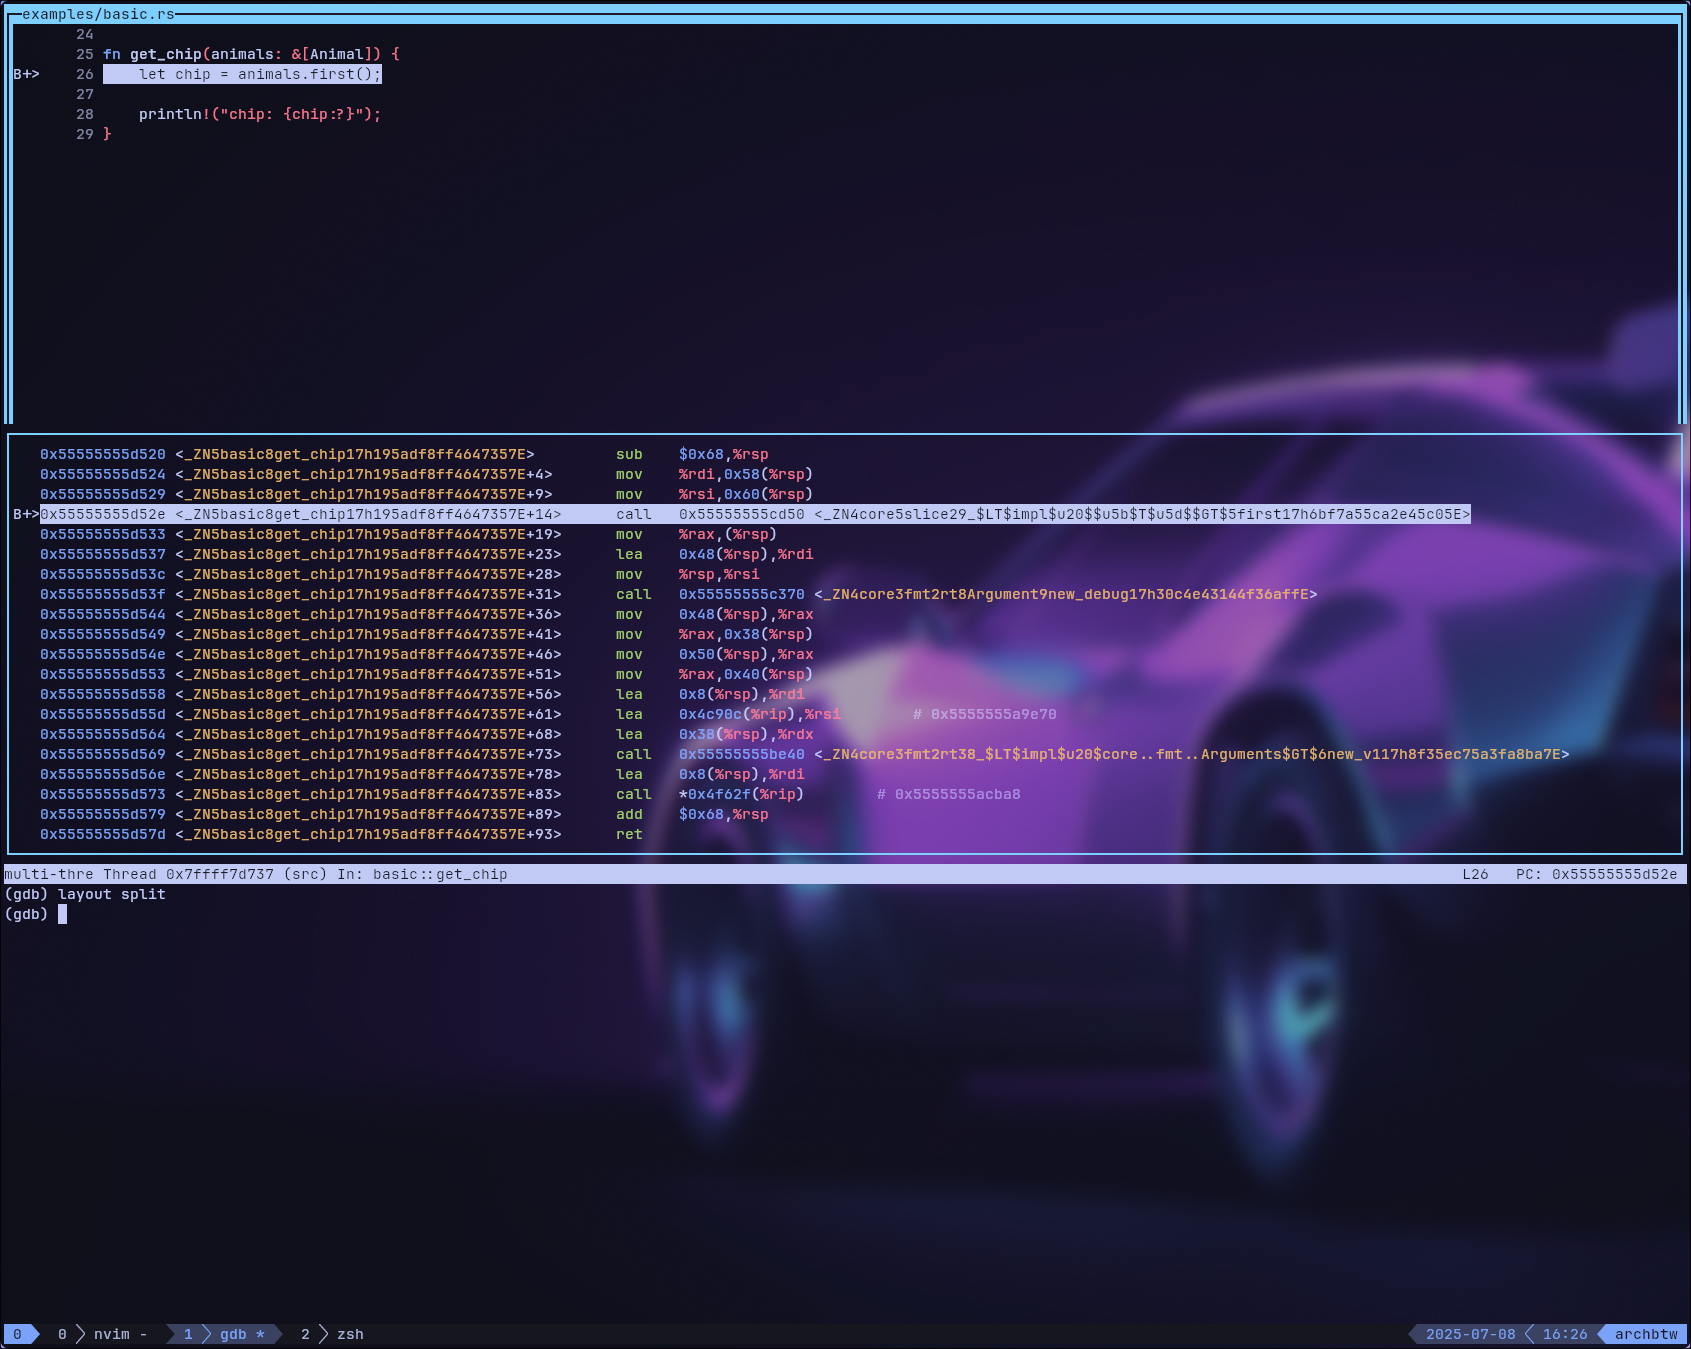 examples/basic.rs
24
25 fn get_chip(animals: &[Animal]) {
B+> 26     let chip = animals.first();
27
28     println!("chip: {chip:?}");
29 }
0x55555555d520 <_ZN5basic8get_chip17h195adf8ff4647357E> sub $0x68,%rsp
0x55555555d524 <_ZN5basic8get_chip17h195adf8ff4647357E+4> mov %rdi,0x58(%rsp)
0x55555555d529 <_ZN5basic8get_chip17h195adf8ff4647357E+9> mov %rsi,0x60(%rsp)
B+>0x55555555d52e <_ZN5basic8get_chip17h195adf8ff4647357E+14> call 0x55555555cd50 <_ZN4core5slice29_$LT$impl$u20$$u5b$T$u5d$$GT$5first17h6bf7a55ca2e45c05E>
0x55555555d533 <_ZN5basic8get_chip17h195adf8ff4647357E+19> mov %rax,(%rsp)
0x55555555d537 <_ZN5basic8get_chip17h195adf8ff4647357E+23> lea 0x48(%rsp),%rdi
0x55555555d53c <_ZN5basic8get_chip17h195adf8ff4647357E+28> mov %rsp,%rsi
0x55555555d53f <_ZN5basic8get_chip17h195adf8ff4647357E+31> call 0x55555555c370 <_ZN4core3fmt2rt8Argument9new_debug17h30c4e43144f36affE>
0x55555555d544 <_ZN5basic8get_chip17h195adf8ff4647357E+36> mov 0x48(%rsp),%rax
0x55555555d549 <_ZN5basic8get_chip17h195adf8ff4647357E+41> mov %rax,0x38(%rsp)
0x55555555d54e <_ZN5basic8get_chip17h195adf8ff4647357E+46> mov 0x50(%rsp),%rax
0x55555555d553 <_ZN5basic8get_chip17h195adf8ff4647357E+51> mov %rax,0x40(%rsp)
0x55555555d558 <_ZN5basic8get_chip17h195adf8ff4647357E+56> lea 0x8(%rsp),%rdi
0x55555555d55d <_ZN5basic8get_chip17h195adf8ff4647357E+61> lea 0x4c90c(%rip),%rsi # 0x5555555a9e70
0x55555555d564 <_ZN5basic8get_chip17h195adf8ff4647357E+68> lea 0x38(%rsp),%rdx
0x55555555d569 <_ZN5basic8get_chip17h195adf8ff4647357E+73> call 0x55555555be40 <_ZN4core3fmt2rt38_$LT$impl$u20$core..fmt..Arguments$GT$6new_v117h8f35ec75a3fa8ba7E>
0x55555555d56e <_ZN5basic8get_chip17h195adf8ff4647357E+78> lea 0x8(%rsp),%rdi
0x55555555d573 <_ZN5basic8get_chip17h195adf8ff4647357E+83> call *0x4f62f(%rip) # 0x5555555acba8
0x55555555d579 <_ZN5basic8get_chip17h195adf8ff4647357E+89> add $0x68,%rsp
0x55555555d57d <_ZN5basic8get_chip17h195adf8ff4647357E+93> ret
multi-thre Thread 0x7ffff7d737 (src) In: basic::get_chip L26 PC: 0x55555555d52e
(gdb) layout split
(gdb)
0 0 nvim - 1 gdb * 2 zsh 2025-07-08 16:26 archbtw